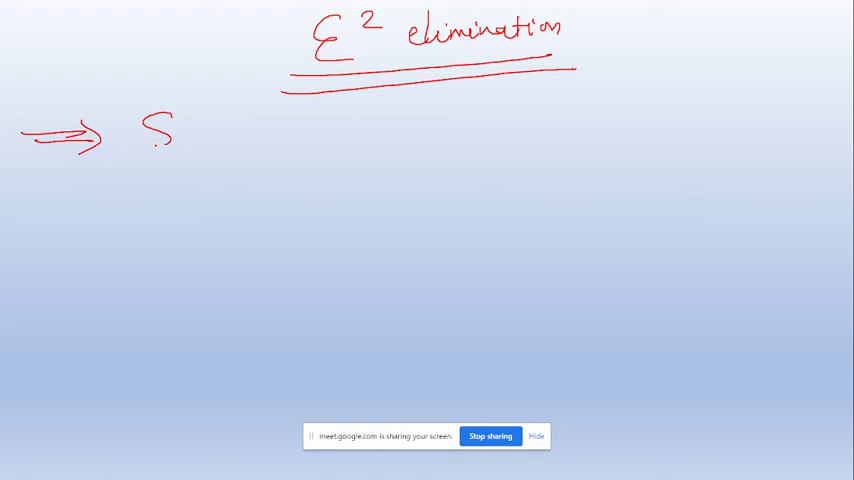 E² elimination
⇒ S
meet.google.com is sharing your screen. Stop sharing Hide